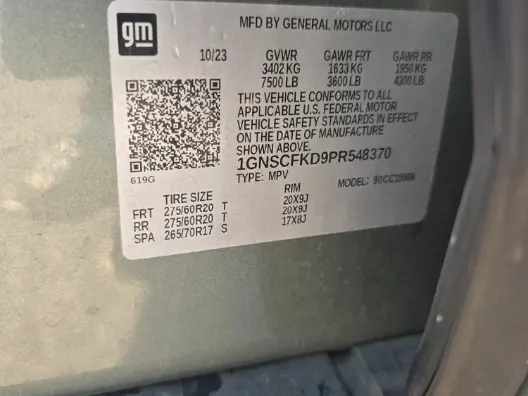 gm
MFD BY GENERAL MOTORS LLC
10/23 GVWR GAWR FRT GAWR RR
3402 KG 1633 KG 1950 KG
7500 LB 3600 LB 4300 LB
THIS VEHICLE CONFORMS TO ALL
APPLICABLE U.S. FEDERAL MOTOR
VEHICLE SAFETY STANDARDS IN EFFECT
ON THE DATE OF MANUFACTURE
SHOWN ABOVE.
1GNSCFKD9PR548370
619G
TYPE: MPV MODEL:
TIRE SIZE RIM
FRT 275/60R20 T 20X9J
RR 275/60R20 T 20X9J
SPA 265/70R17 S 17X8J